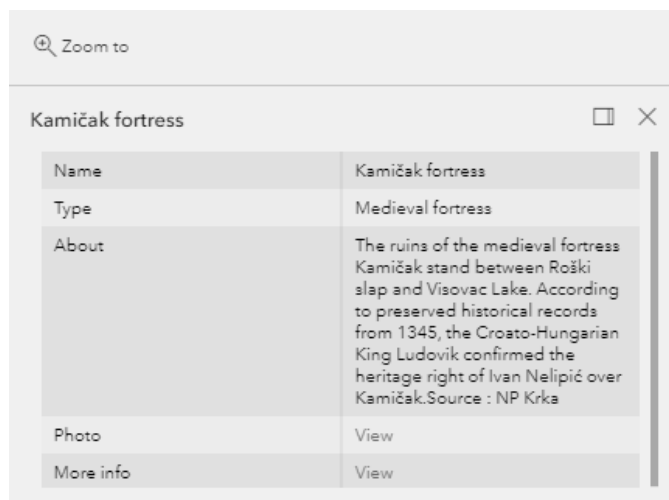 Zoom to
Kamičak fortress
Name Kamičak fortress
Type Medieval fortress
About The ruins of the medieval fortress
Kamičak stand between Roški
slap and Visovac Lake. According
to preserved historical records
from 1345, the Croato-Hungarian
King Ludovik confirmed the
heritage right of Ivan Nelipić over
Kamičak.Source : NP Krka
Photo View
More info View